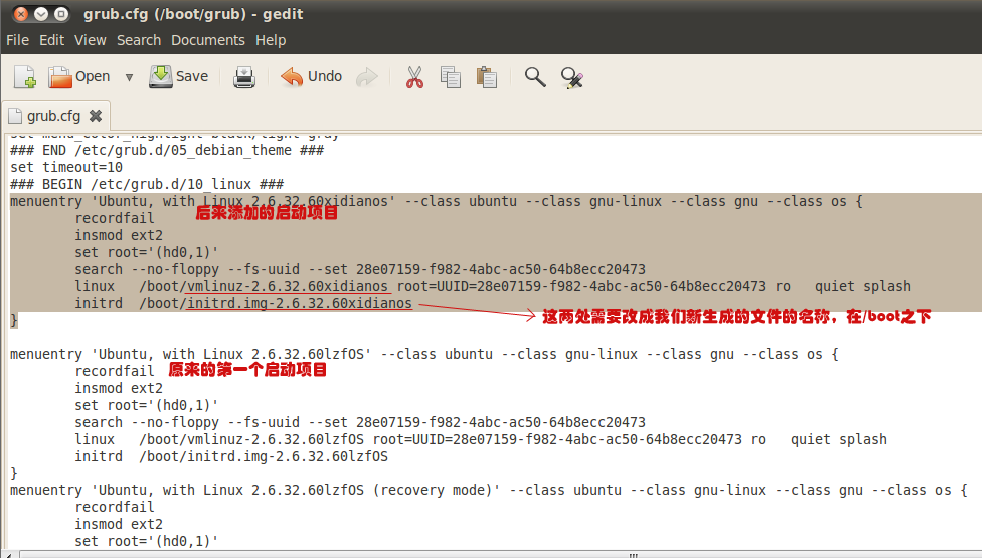 grub.cfg (/boot/grub) - gedit
File Edit View Search Documents Help
Open Save Undo
grub.cfg
set menu_color_highlight=black/light-gray
### END /etc/grub.d/05_debian_theme ###
set timeout=10
### BEGIN /etc/grub.d/10_linux ###
menuentry 'Ubuntu, with Linux 2.6.32.60xidianos' --class ubuntu --class gnu-linux --class gnu --class os {
后来添加的启动项目
recordfail
insmod ext2
set root='(hd0,1)'
search --no-floppy --fs-uuid --set 28e07159-f982-4abc-ac50-64b8ecc20473
linux /boot/vmlinuz-2.6.32.60xidianos root=UUID=28e07159-f982-4abc-ac50-64b8ecc20473 ro quiet splash
initrd /boot/initrd.img-2.6.32.60xidianos
这两处需要改成我们新生成的文件的名称，在/boot之下
}
menuentry 'Ubuntu, with Linux 2.6.32.60lzfOS' --class ubuntu --class gnu-linux --class gnu --class os {
recordfail 原来的第一个启动项目
insmod ext2
set root='(hd0,1)'
search --no-floppy --fs-uuid --set 28e07159-f982-4abc-ac50-64b8ecc20473
linux /boot/vmlinuz-2.6.32.60lzfOS root=UUID=28e07159-f982-4abc-ac50-64b8ecc20473 ro quiet splash
initrd /boot/initrd.img-2.6.32.60lzfOS
}
menuentry 'Ubuntu, with Linux 2.6.32.60lzfOS (recovery mode)' --class ubuntu --class gnu-linux --class gnu --class os {
recordfail
insmod ext2
set root='(hd0,1)'